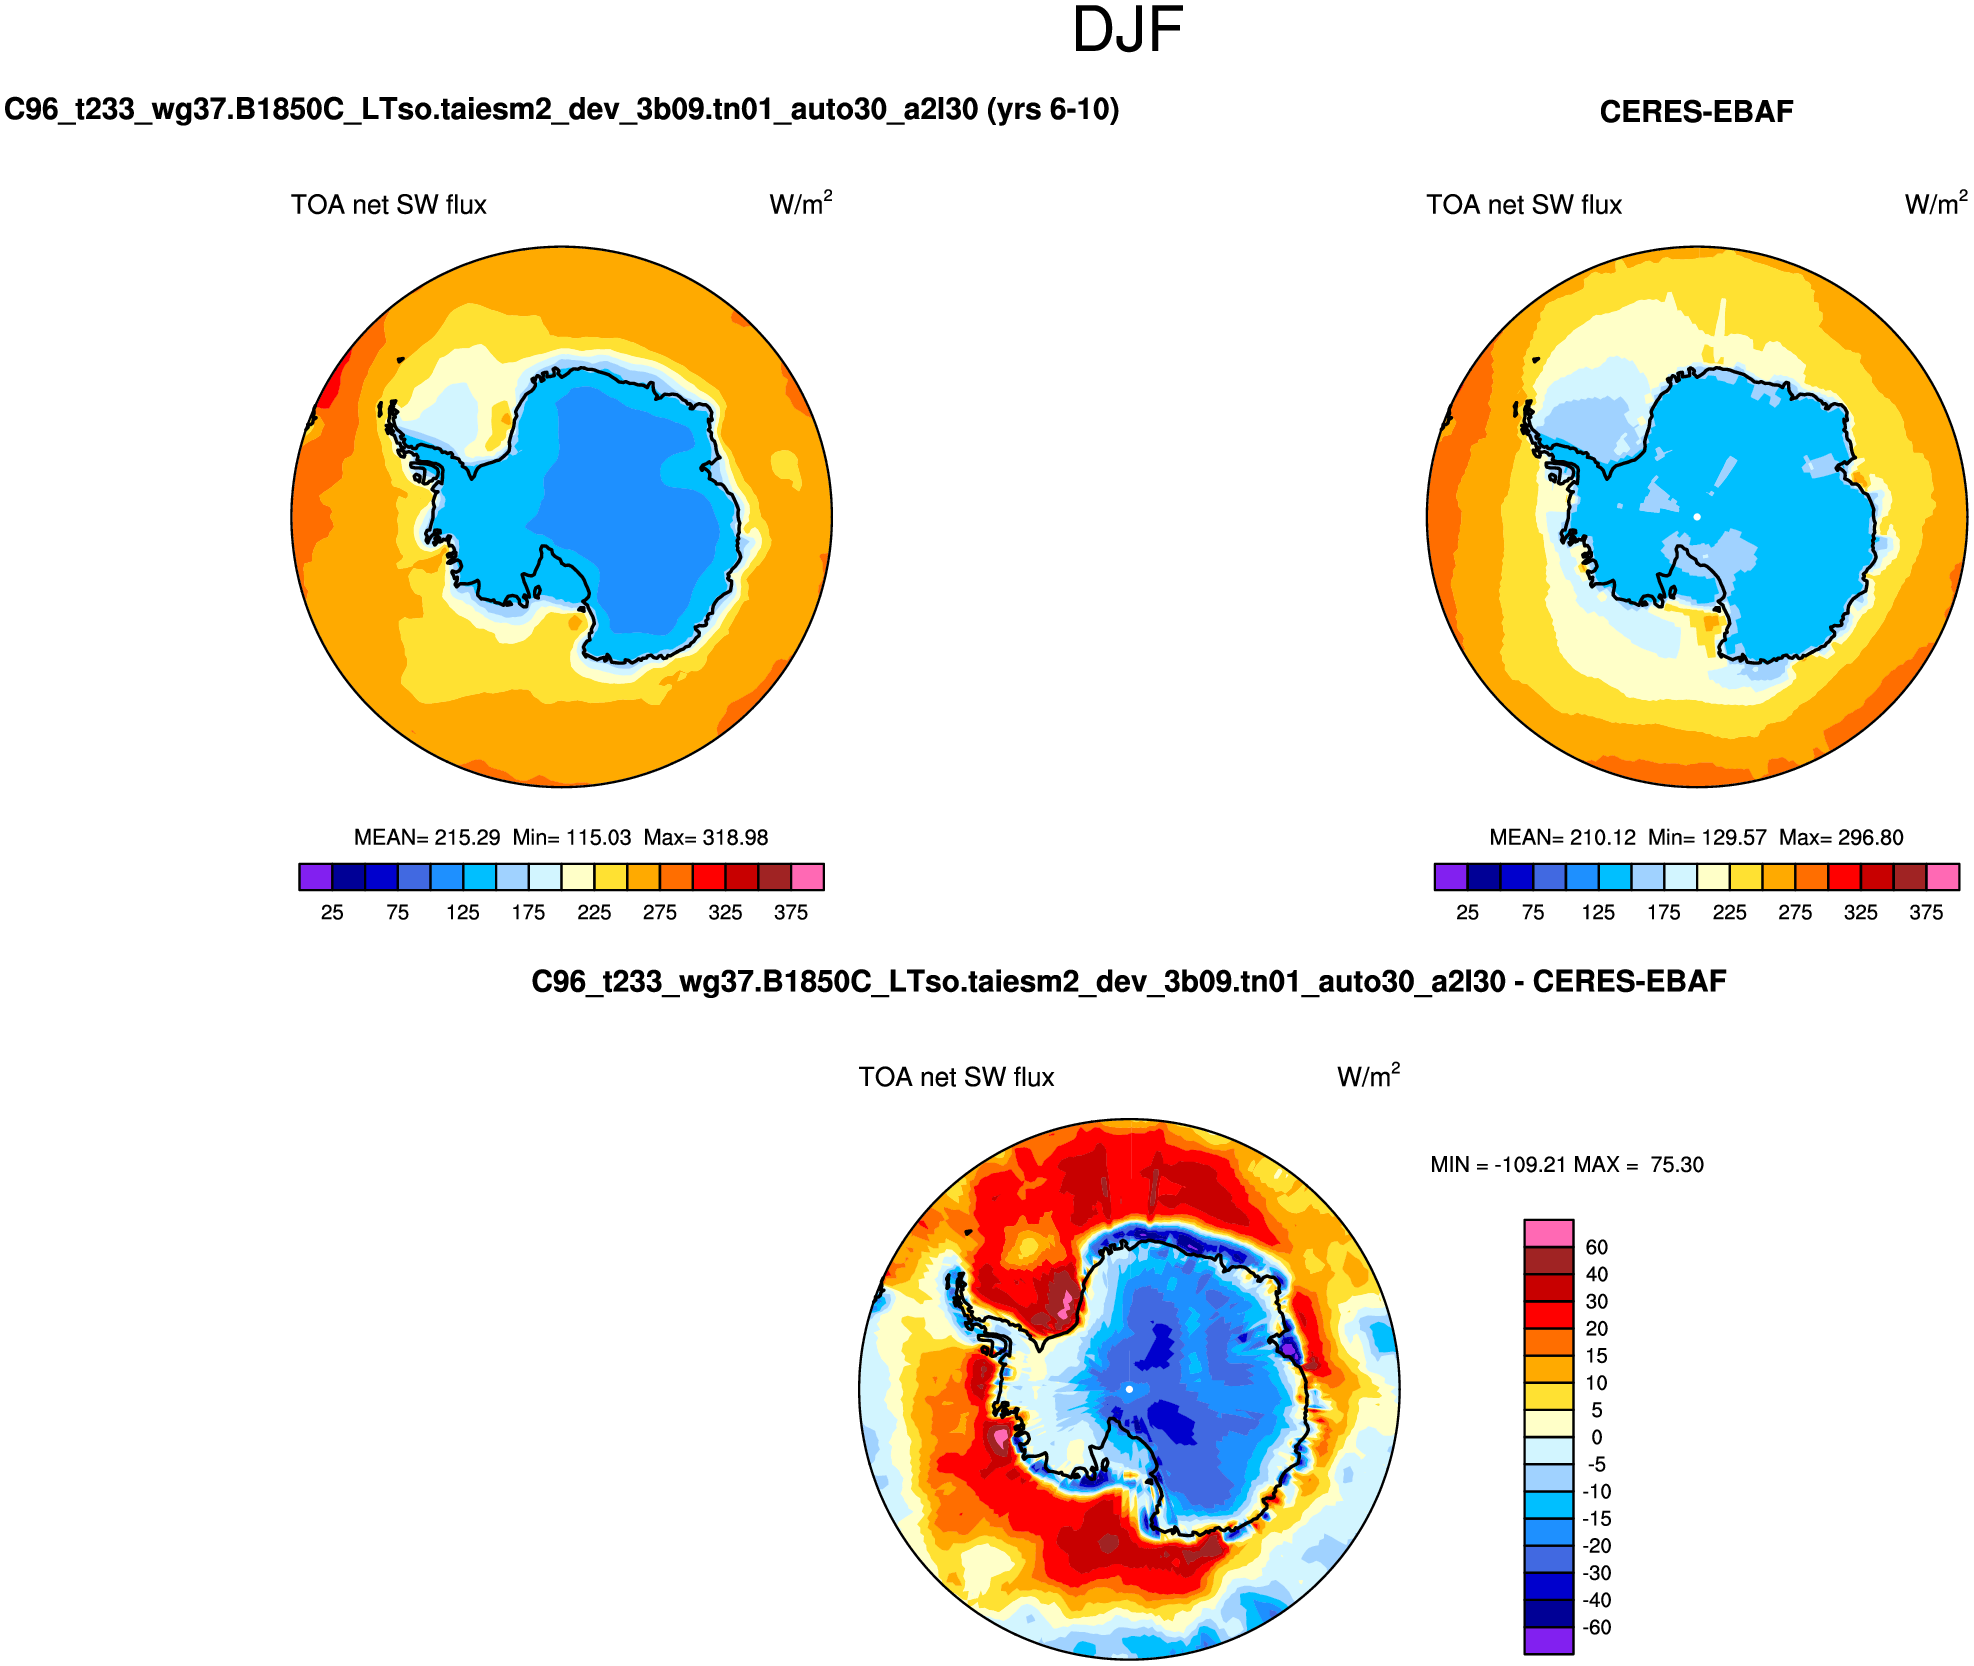 DJF
C96_t233_wg37.B1850C_LTso.taiesm2_dev_3b09.tn01_auto30_a2l30 (yrs 6-10)
CERES-EBAF
TOA net SW flux W/m²
TOA net SW flux W/m²
MEAN= 215.29 Min= 115.03 Max= 318.98
MEAN= 210.12 Min= 129.57 Max= 296.80
25 75 125 175 225 275 325 375
25 75 125 175 225 275 325 375
C96_t233_wg37.B1850C_LTso.taiesm2_dev_3b09.tn01_auto30_a2l30 - CERES-EBAF
TOA net SW flux W/m²
MIN = -109.21 MAX = 75.30
60
40
30
20
15
10
5
0
-5
-10
-15
-20
-30
-40
-60